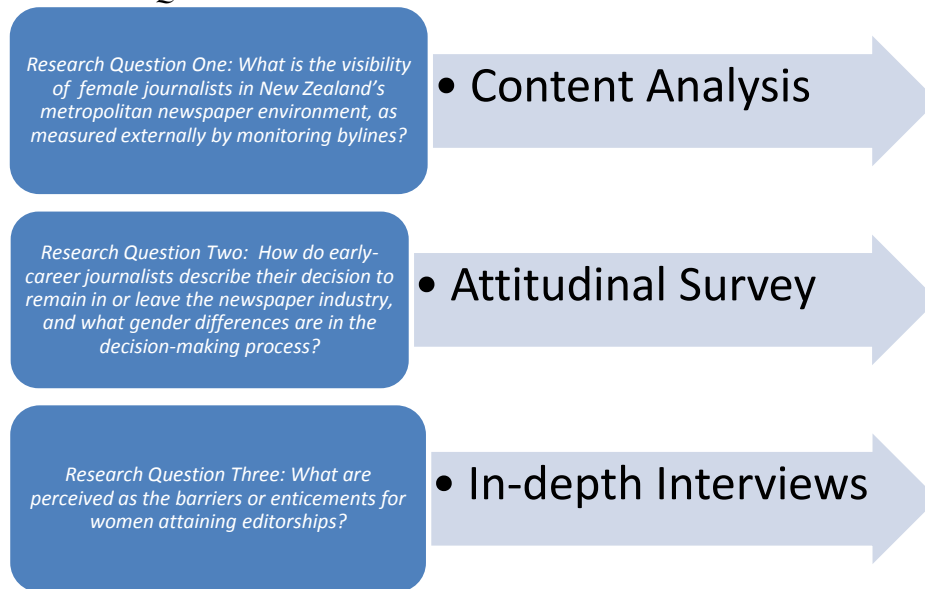 Research Question One: What is the visibility
of female journalists in New Zealand's
metropolitan newspaper environment, as
measured externally by monitoring bylines?
• Content Analysis
Research Question Two: How do early-
career journalists describe their decision to
remain in or leave the newspaper industry,
and what gender differences are in the
decision-making process?
• Attitudinal Survey
Research Question Three: What are
perceived as the barriers or enticements for
women attaining editorships?
• In-depth Interviews